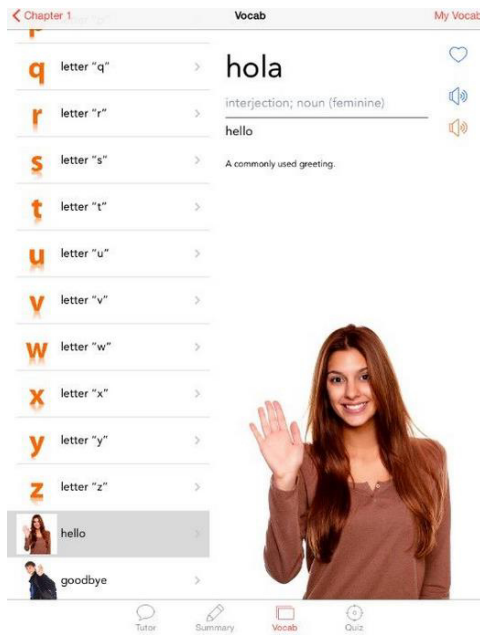 Chapter 1
Vocab
My Vocab
p
q letter "q"
r letter "r"
s letter "s"
t letter "t"
u letter "u"
v letter "v"
w letter "w"
x letter "x"
y letter "y"
z letter "z"
hello
goodbye
hola
interjection; noun (feminine)
hello
A commonly used greeting.
Tutor
Summary
Vocab
Quiz